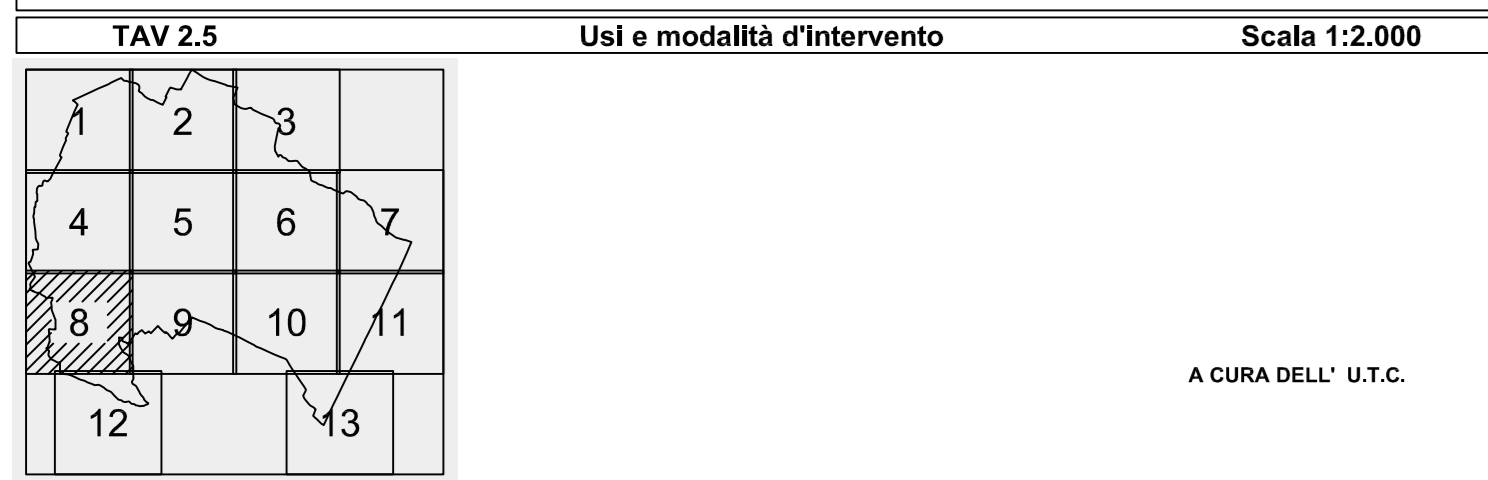 TAV 2.5 Usi e modalità d'intervento Scala 1:2.000
1 2 3
4 5 6 7
8 9 10 11
A CURA DELL' U.T.C.
12 13